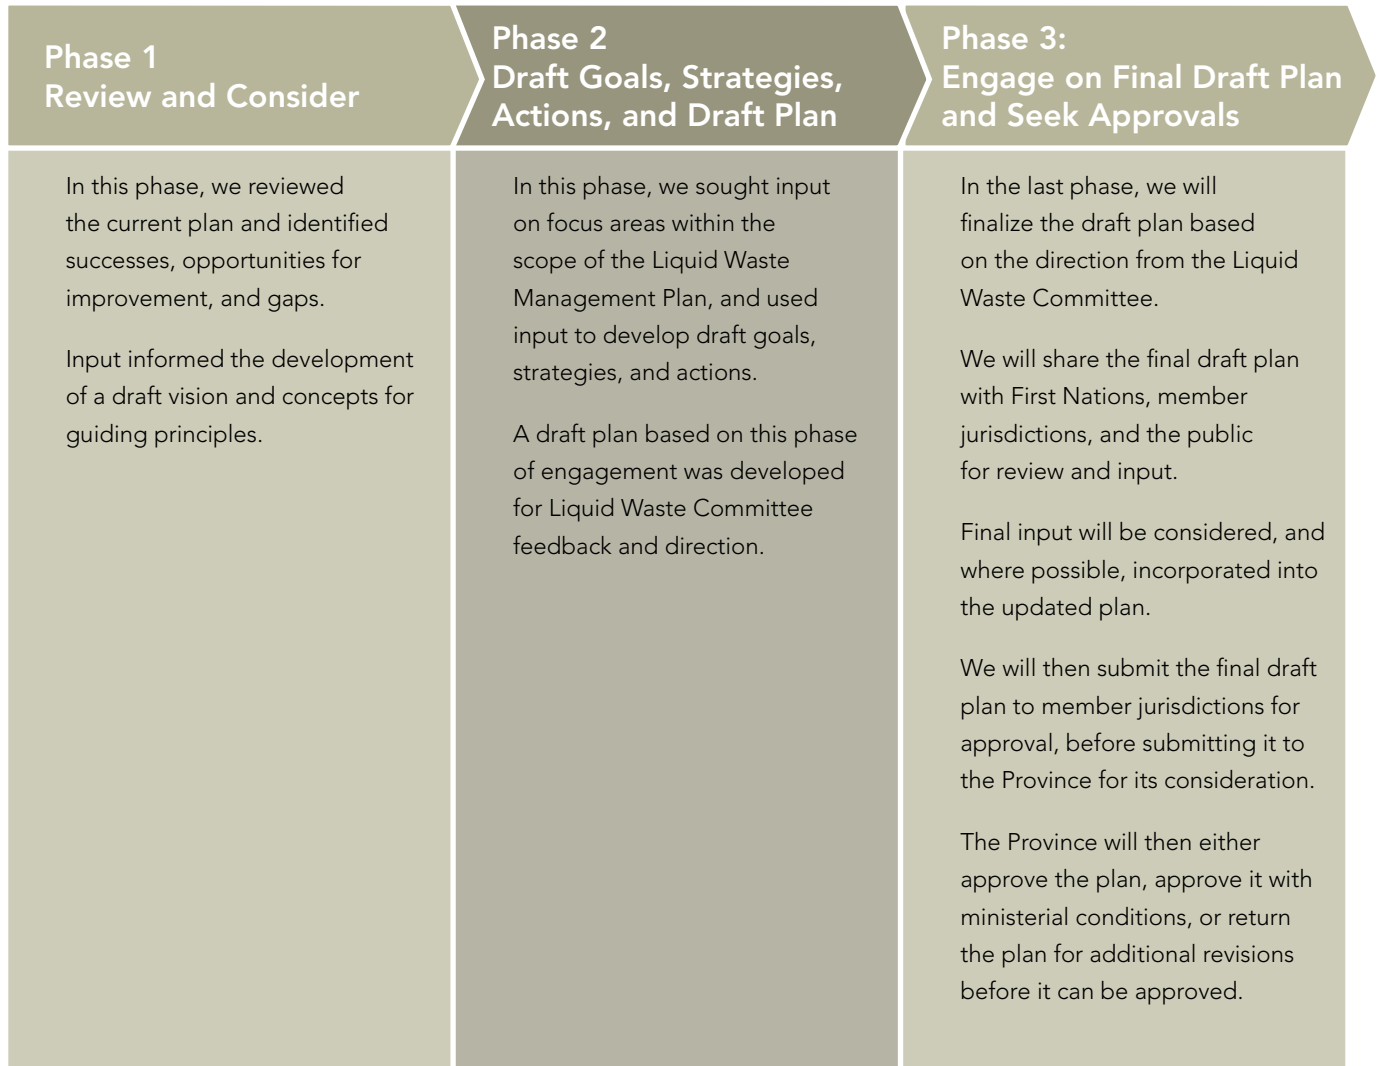 Phase 1
Review and Consider
In this phase, we reviewed
the current plan and identified
successes, opportunities for
improvement, and gaps.
Input informed the development
of a draft vision and concepts for
guiding principles.
Phase 2
Draft Goals, Strategies,
Actions, and Draft Plan
In this phase, we sought input
on focus areas within the
scope of the Liquid Waste
Management Plan, and used
input to develop draft goals,
strategies, and actions.
A draft plan based on this phase
of engagement was developed
for Liquid Waste Committee
feedback and direction.
Phase 3:
Engage on Final Draft Plan
and Seek Approvals
In the last phase, we will
finalize the draft plan based
on the direction from the Liquid
Waste Committee.
We will share the final draft plan
with First Nations, member
jurisdictions, and the public
for review and input.
Final input will be considered, and
where possible, incorporated into
the updated plan.
We will then submit the final draft
plan to member jurisdictions for
approval, before submitting it to
the Province for its consideration.
The Province will then either
approve the plan, approve it with
ministerial conditions, or return
the plan for additional revisions
before it can be approved.